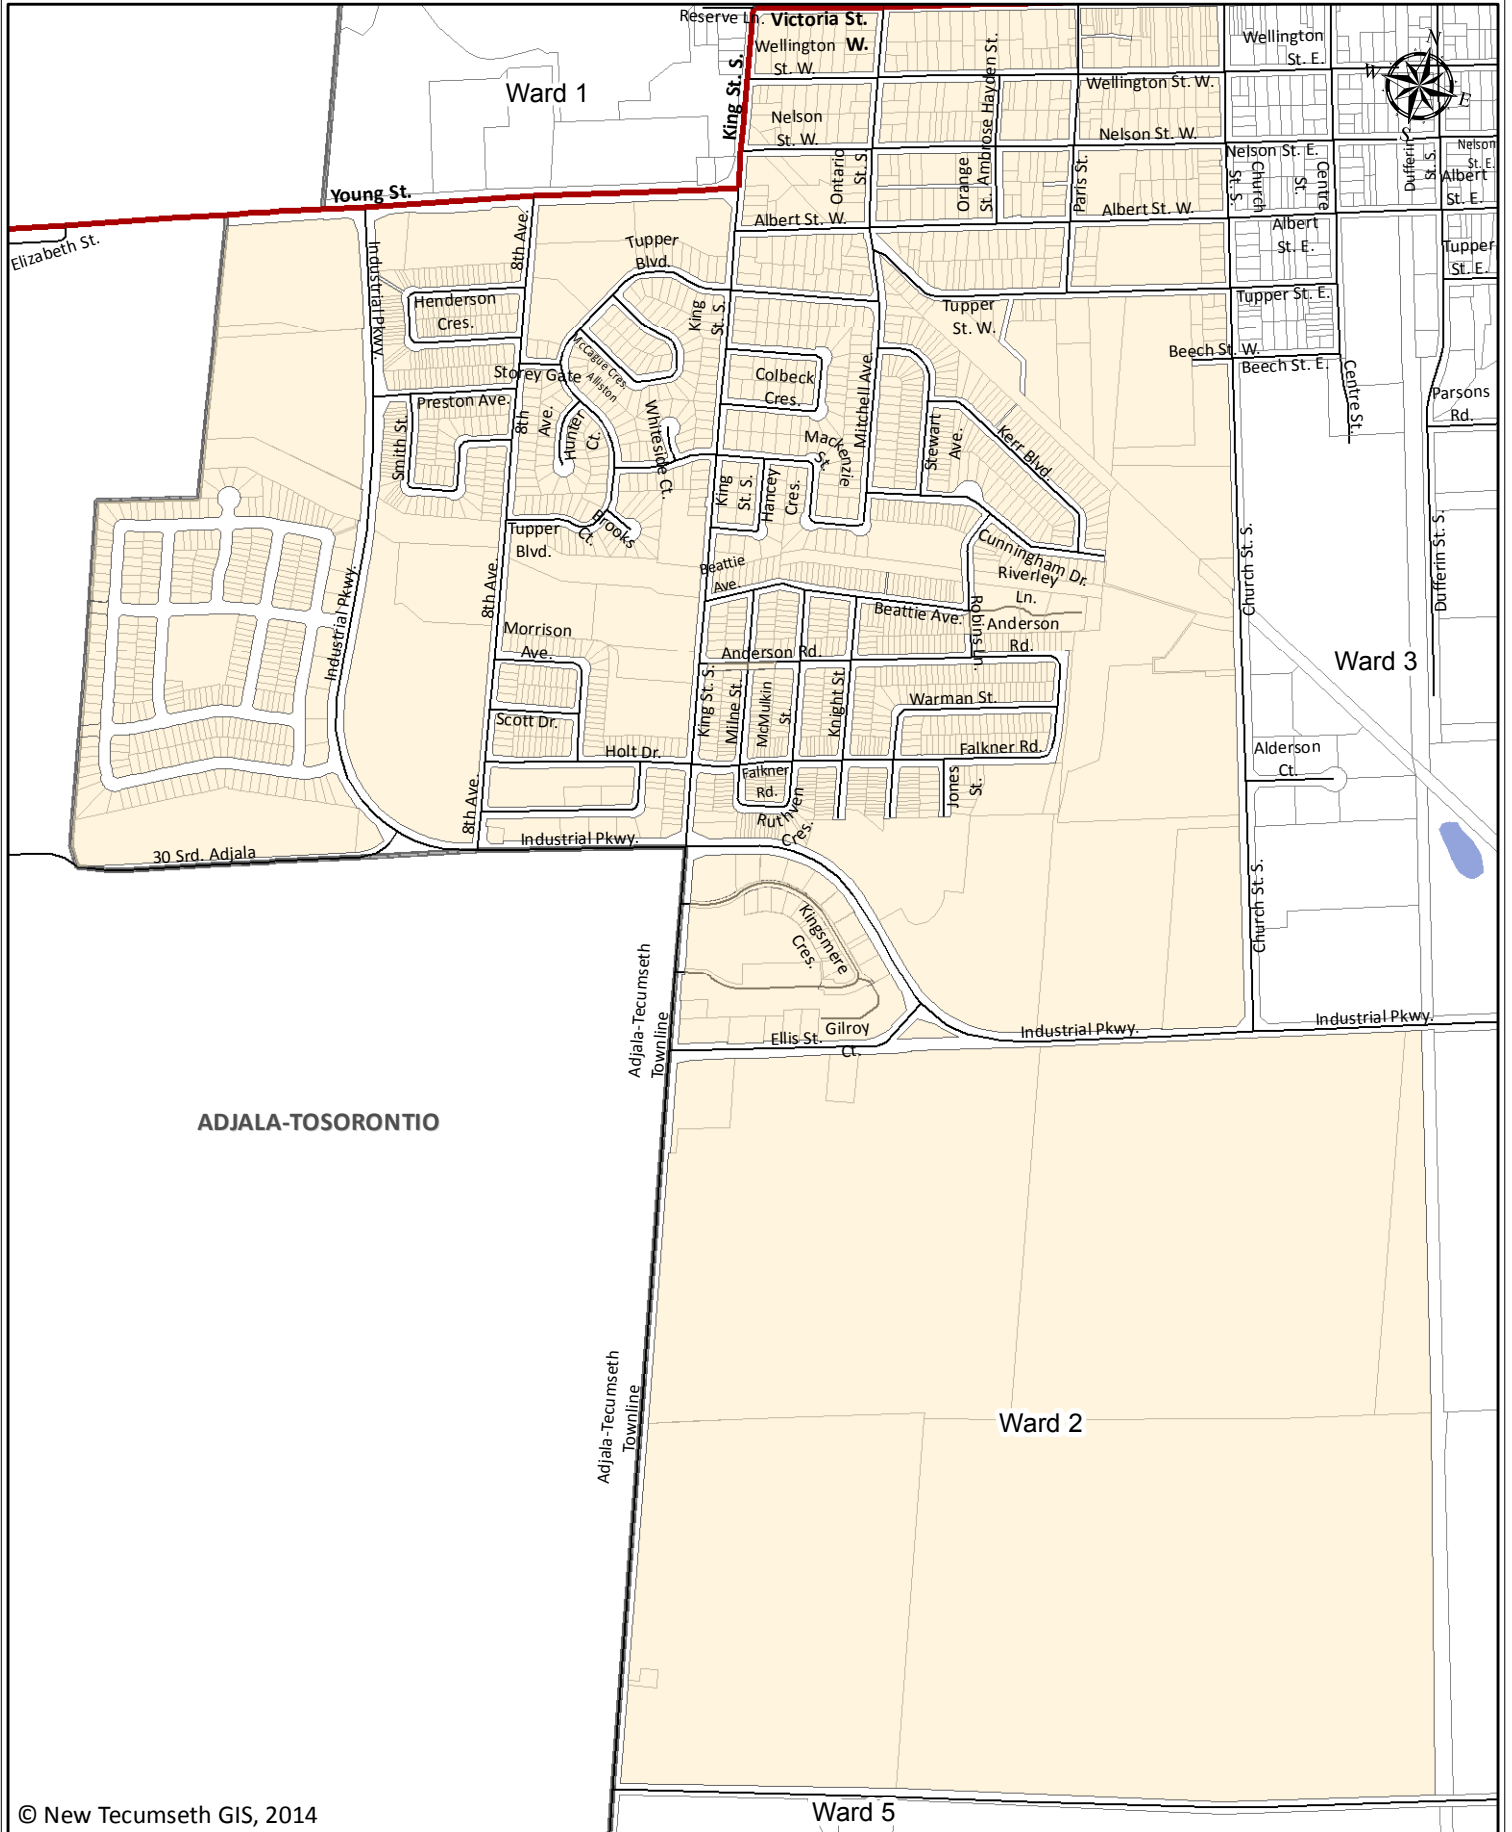 Reserve Ln.
Victoria St.
W.
Wellington
St. W.
King St. S.
Ward 1
Wellington
St. E.
N
W
E
S
Ambrose Hayden St.
Wellington St. W.
Nelson
St. W.
Nelson St. W.
Nelson St. E.
Nelson
St. E.
Ontario
St. S.
Orange
St.
Paris St.
Church
St. S.
Centre
St.
Dufferin
St. S.
Albert
St. E.
Young St.
Albert St. W.
Albert St. W.
Albert
St. E.
Elizabeth St.
Industrial Pkwy.
8th Ave.
Tupper
Blvd.
Tupper
St. E.
Henderson
Cres.
King
St. S.
Tupper
St. W.
Tupper St. E.
McCague Cres.
Alliston
Storey Gate
Beech St. W.
Beech St. E.
Centre St.
Colbeck
Cres.
Mitchell Ave.
Preston Ave.
Parsons
Rd.
Smith St.
8th
Ave.
Hunter
Ct.
Whiteside Ct.
Mackenzie
St.
Stewart
Ave.
Kerr Blvd.
King
St. S.
Hancey
Cres.
Tupper
Blvd.
Brooks
Ct.
Cunningham Dr.
Riverley
Ln.
Church St. S.
Dufferin St. S.
Beattie
Ave.
8th Ave.
Industrial Pkwy.
Beattie Ave.
Robinson Ln.
Anderson
Rd.
Morrison
Ave.
Anderson Rd.
Ward 3
King St. S.
Milne St.
McMulkin
St.
Knight St.
Warman St.
Scott Dr.
Holt Dr.
Falkner Rd.
Alderson
Ct.
Falkner
Rd.
Jones
St.
8th Ave.
Ruthven
Cres.
Industrial Pkwy.
30 Srd. Adjala
Kingsmere
Cres.
Church St. S.
Adjala-Tecumseth
Townline
Gilroy
Ct.
Ellis St.
Industrial Pkwy.
Industrial Pkwy.
ADJALA-TOSORONTIO
Adjala-Tecumseth
Townline
Ward 2
© New Tecumseth GIS, 2014
Ward 5